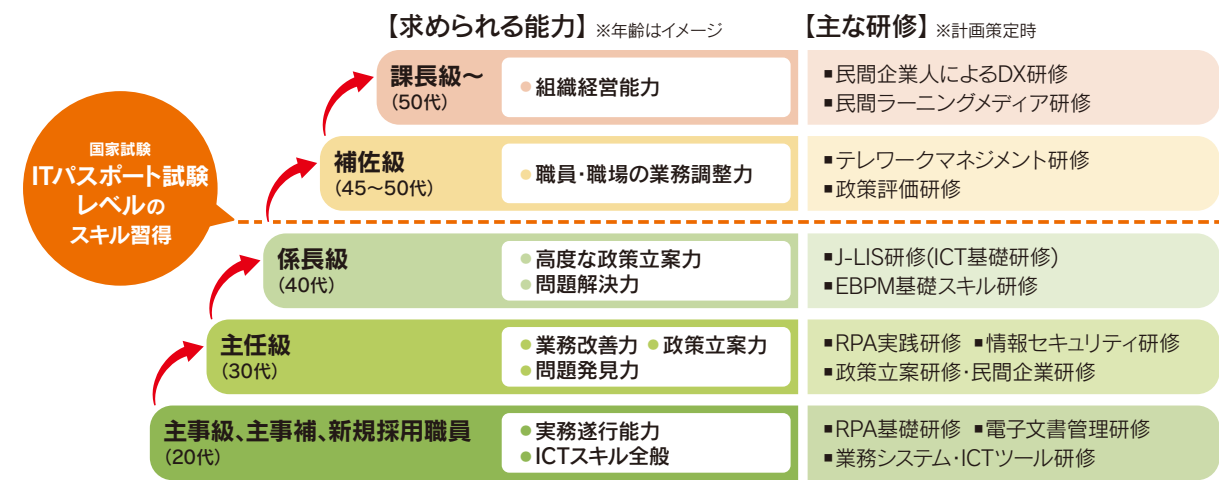 【求められる能力】 ※年齢はイメージ
【主な研修】 ※計画策定時
課長級～
(50代)
●組織経営能力
▪民間企業人によるDX研修
▪民間ラーニングメディア研修
国家試験
ITパスポート試験
レベルの
スキル習得
補佐級
(45～50代)
●職員・職場の業務調整力
▪テレワークマネジメント研修
▪政策評価研修
係長級
(40代)
●高度な政策立案力
●問題解決力
▪J-LIS研修(ICT基礎研修)
▪EBPM基礎スキル研修
主任級
(30代)
●業務改善力 ●政策立案力
●問題発見力
▪RPA実践研修 ▪情報セキュリティ研修
▪政策立案研修・民間企業研修
主事級、主事補、新規採用職員
(20代)
●実務遂行能力
●ICTスキル全般
▪RPA基礎研修 ▪電子文書管理研修
▪業務システム・ICTツール研修